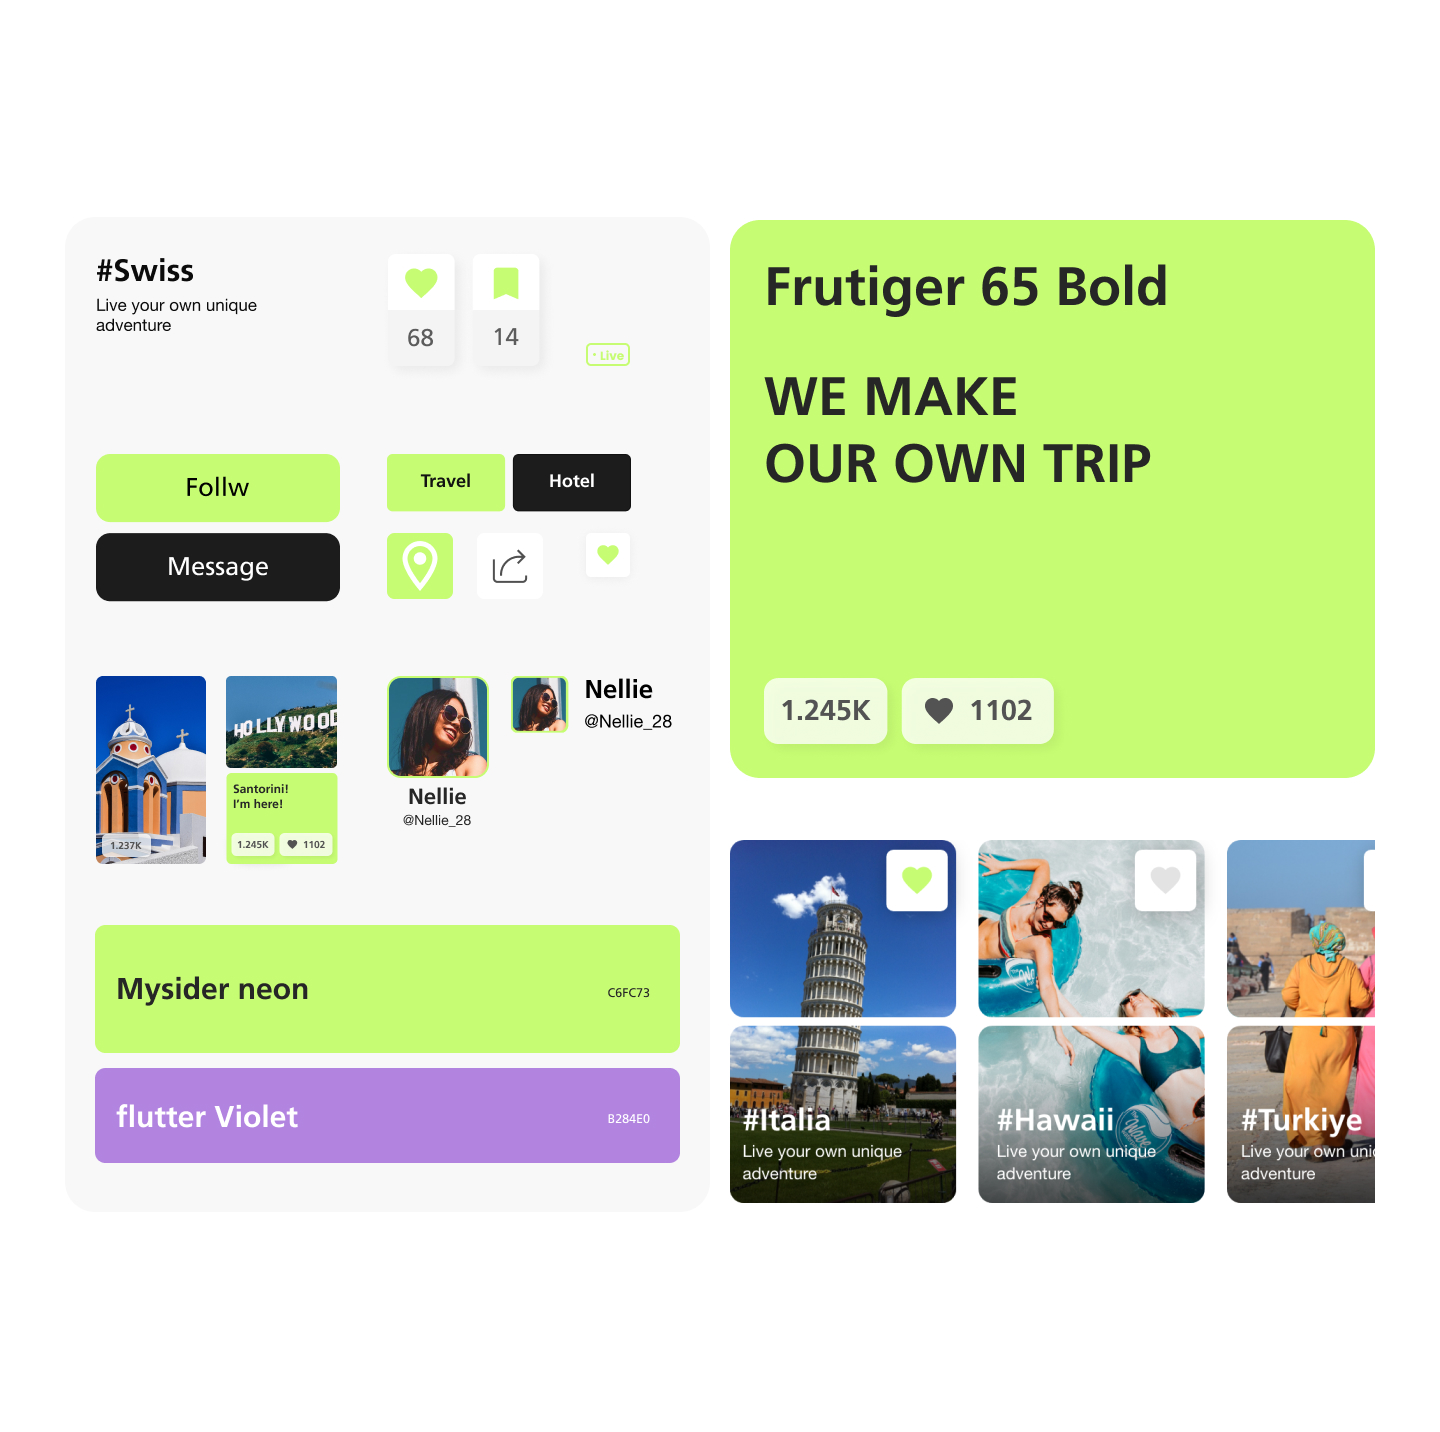 #Swiss
Live your own unique
adventure
68
14
• Live
Follw
Message
Travel
Hotel
HOLLYWOOD
1.237K
Santorini!
I'm here!
1.245K
1102
Nellie
@Nellie_28
Nellie
@Nellie_28
Mysider neon
C6FC73
flutter Violet
B284E0
Frutiger 65 Bold
WE MAKE
OUR OWN TRIP
1.245K
1102
#Italia
Live your own unique
adventure
#Hawaii
Live your own unique
adventure
Wave
#Turkiye
Live your own uni
adventure